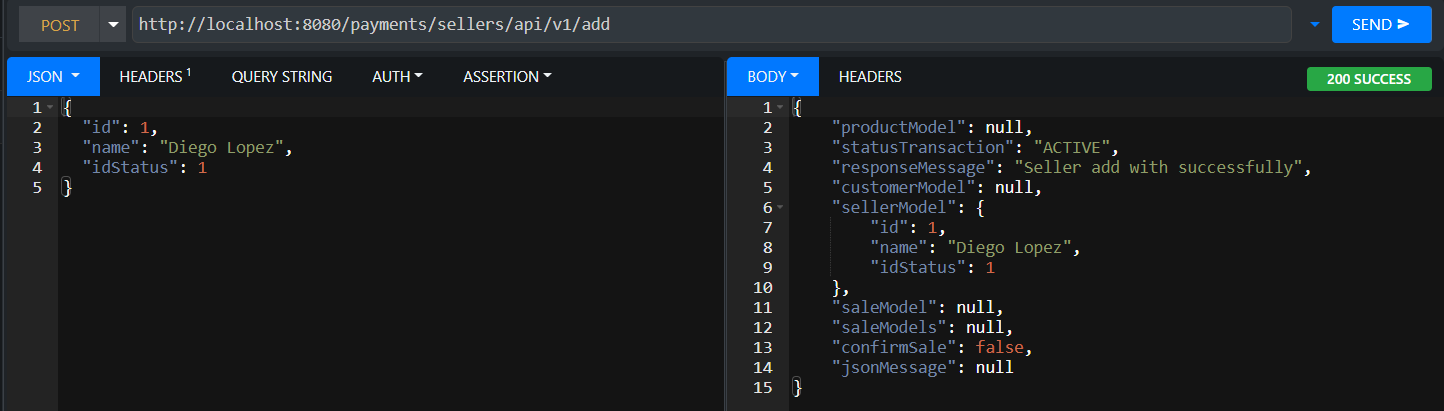 POST http://localhost:8080/payments/sellers/api/v1/add SEND
JSON HEADERS 1 QUERY STRING AUTH ASSERTION
1 {
2 "id": 1,
3 "name": "Diego Lopez",
4 "idStatus": 1
5 }
BODY HEADERS 200 SUCCESS
1 {
2 "productModel": null,
3 "statusTransaction": "ACTIVE",
4 "responseMessage": "Seller add with successfully",
5 "customerModel": null,
6 "sellerModel": {
7 "id": 1,
8 "name": "Diego Lopez",
9 "idStatus": 1
10 },
11 "saleModel": null,
12 "saleModels": null,
13 "confirmSale": false,
14 "jsonMessage": null
15 }